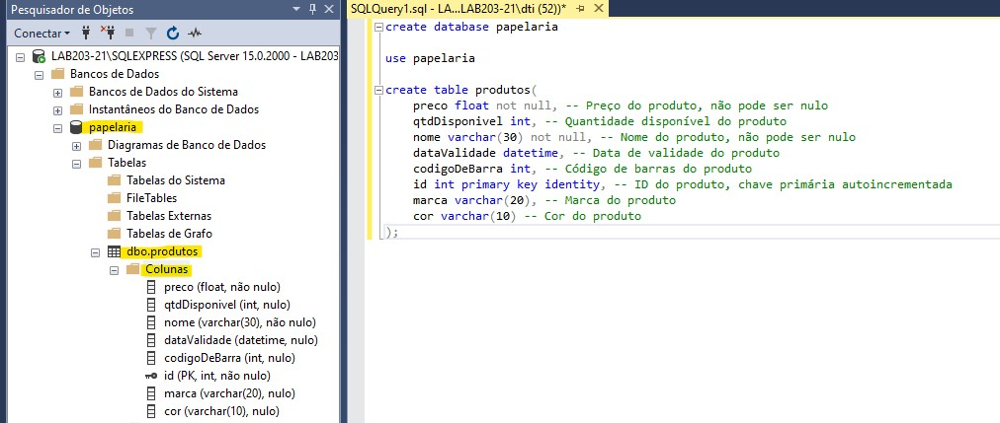 Pesquisador de Objetos
Conectar
LAB203-21\SQLEXPRESS (SQL Server 15.0.2000 - LAB203
Bancos de Dados
Bancos de Dados do Sistema
Instantâneos do Banco de Dados
papelaria
Diagramas de Banco de Dados
Tabelas
Tabelas do Sistema
FileTables
Tabelas Externas
Tabelas de Grafo
dbo.produtos
Colunas
preco (float, não nulo)
qtdDisponivel (int, nulo)
nome (varchar(30), não nulo)
dataValidade (datetime, nulo)
codigoDeBarra (int, nulo)
id (PK, int, não nulo)
marca (varchar(20), nulo)
cor (varchar(10), nulo)
SQLQuery1.sql - LA...LAB203-21\dti (52))*
create database papelaria
use papelaria
create table produtos(
preco float not null, -- Preço do produto, não pode ser nulo
qtdDisponivel int, -- Quantidade disponível do produto
nome varchar(30) not null, -- Nome do produto, não pode ser nulo
dataValidade datetime, -- Data de validade do produto
codigoDeBarra int, -- Código de barras do produto
id int primary key identity, -- ID do produto, chave primária autoincrementada
marca varchar(20), -- Marca do produto
cor varchar(10) -- Cor do produto
);